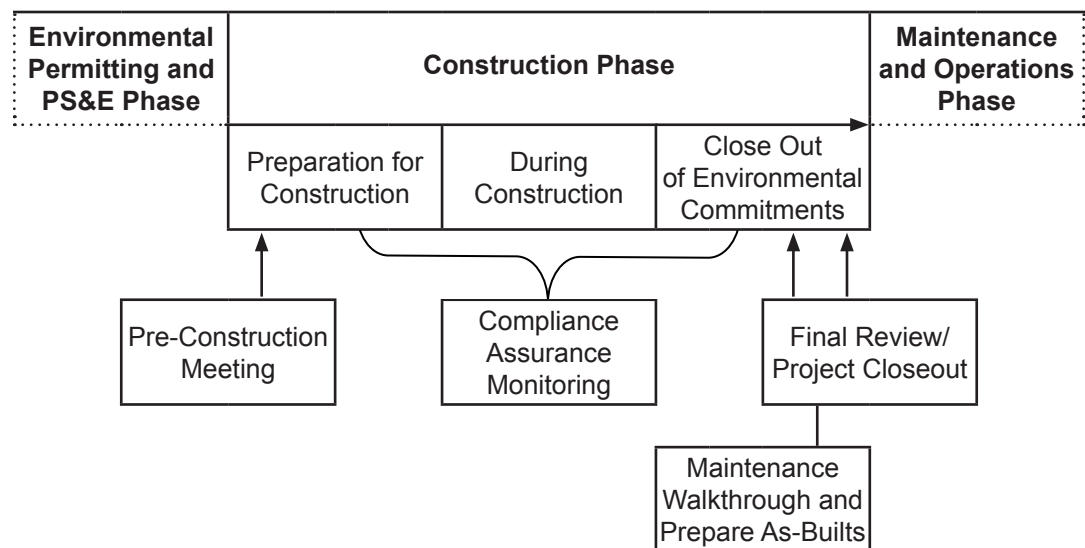 Environmental
Permitting and
PS&E Phase
Construction Phase
Maintenance
and Operations
Phase
Preparation for
Construction
During
Construction
Close Out
of Environmental
Commitments
Pre-Construction
Meeting
Compliance
Assurance
Monitoring
Final Review/
Project Closeout
Maintenance
Walkthrough and
Prepare As-Builts